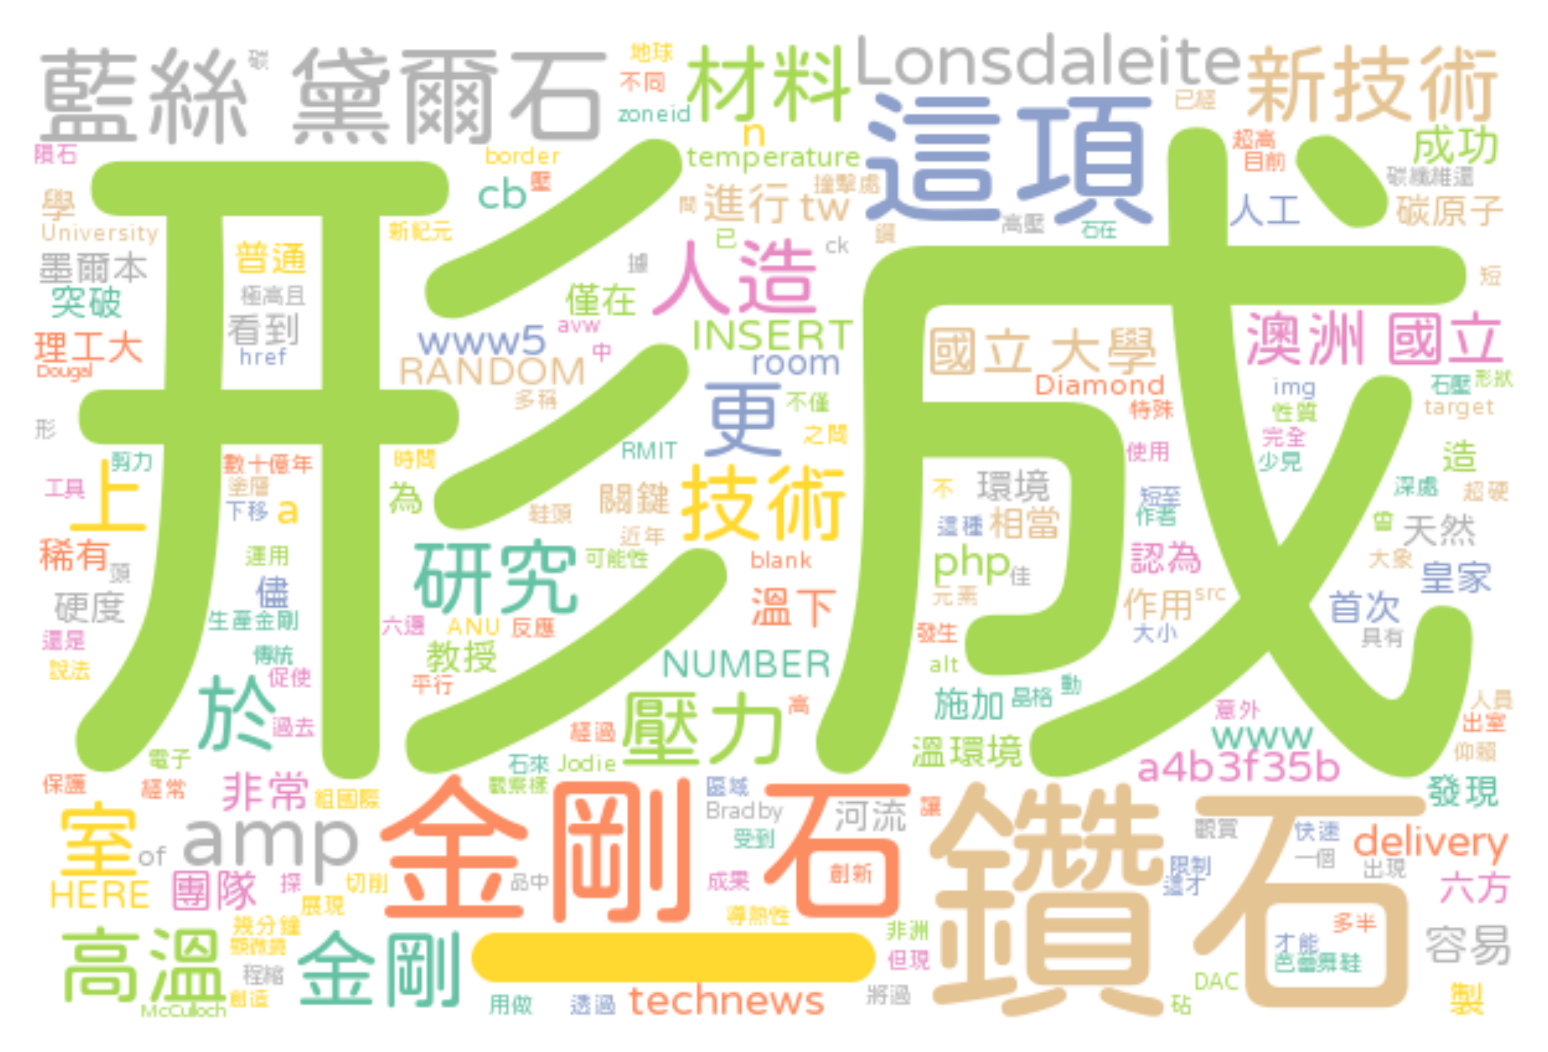 藍絲 黛爾石
碳
地球
不同
zoneid
材料
Lonsdaleite
已經
新技術
隕石
border
壓
cb
n
temperature
這項
超高
目前
成功
碳纖維還
撞擊處
間
進行
tw
人工
碳原子
高壓
石在
鑽
學
University
新紀元
已
ck
形成
墨爾本
普通
據
人造
短
突破
極高且
僅在
看到
www5
avw
INSERT
國立 大學
澳洲 國立
理工大
href
中
room
Dougal
RANDOM
Diamond
img
石壓
形狀
多稱
更
不僅
特殊
性質
target
形
之間
RMIT
完全
剪力
數十億年
時間
使用
少見
造
工具
塗層
關鍵
技術
不
環境
短至
深處
超硬
上
下移
a
為
鞋頭
這種
相當
作者
曾
天然
近年
稀有
運用
研究
可能性
blank
php
佳
認為
大象
頭
皇家
硬度
儘
溫下
元素
作用
src
首次
生產金剛
六邊
ANU
反應
發生
大小
具有
還是
傳統
教授
NUMBER
alt
說法
促使
平行
於
壓力
高
施加
晶格
動
過去
意外
人員
經過
www
出室
電子
石來
Jodie
溫環境
a4b3f35b
仰賴
保護
經常
非常
組國際
觀察樣
區域
Bradby
河流
讓
發現
室
of
amp
金剛 石
鑽石
觀賞
快速
delivery
受到
一個
限制
這才
出現
HERE
團隊
探
切削
品中
成果
創新
六方
展現
導熱性
幾分鐘
顯微鏡
多半
高溫
程縮
創造
金剛
非洲
但現
才能
芭蕾舞鞋
容易
McCulloch
用做
透過
technews
將過
DAC
砧
製